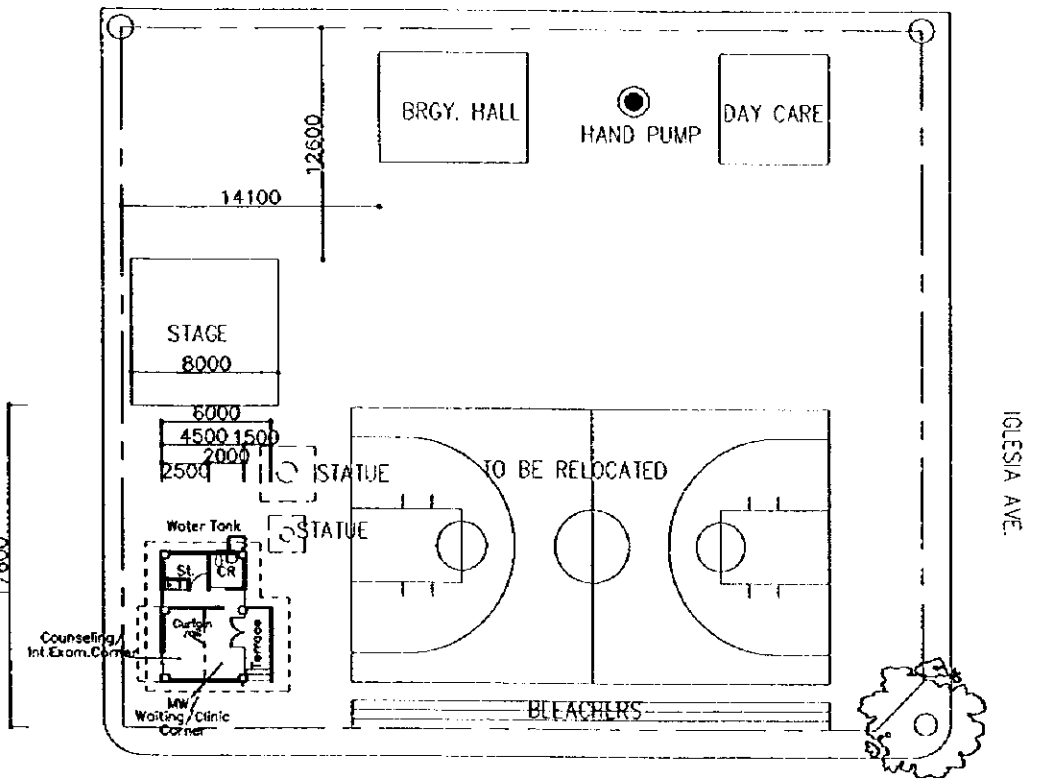 BRGY. HALL
HAND PUMP
DAY CARE
12600
14100
STAGE
8000
6000
4500 1500
2000
2500
STATUE
TO BE RELOCATED
IGLESIA AVE.
STATUE
Water Tank
St.
CR
Curtain
Terrace
Counseling/
Int.Exam.Corner
MW
Waiting/Clinic
Corner
BLEACHERS